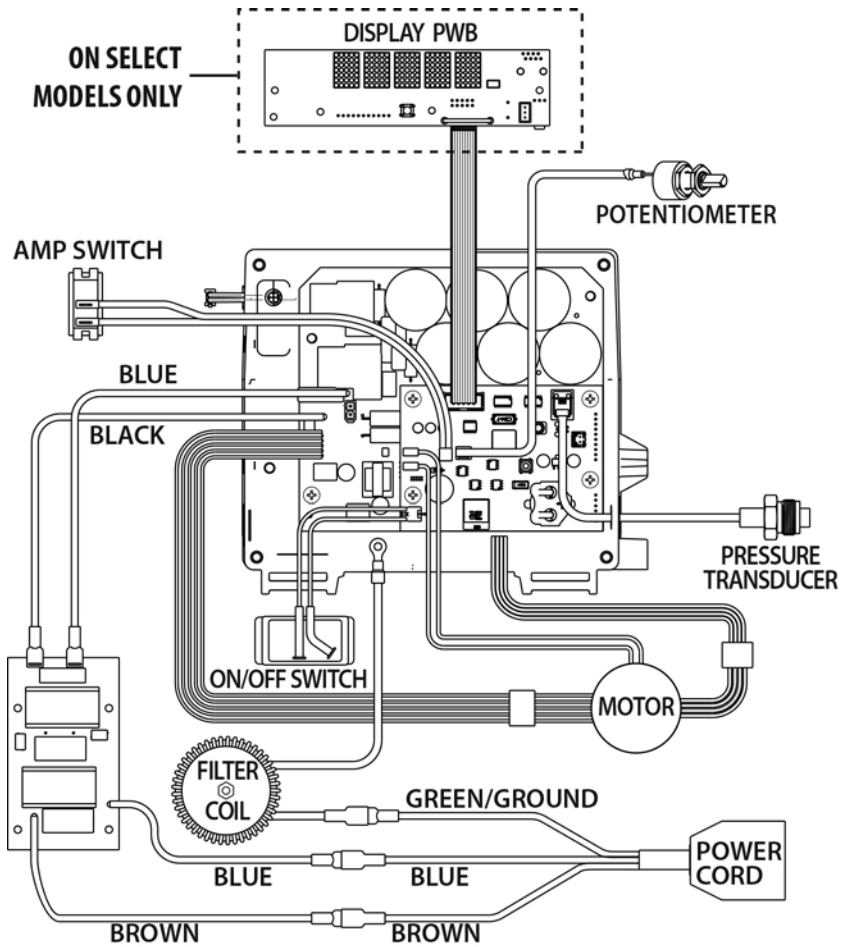 DISPLAY PWB
ON SELECT
MODELS ONLY
POTENTIOMETER
AMP SWITCH
BLUE
BLACK
PRESSURE
TRANSDUCER
ON/OFF SWITCH
MOTOR
FILTER
COIL
GREEN/GROUND
POWER
CORD
BLUE
BLUE
BROWN
BROWN